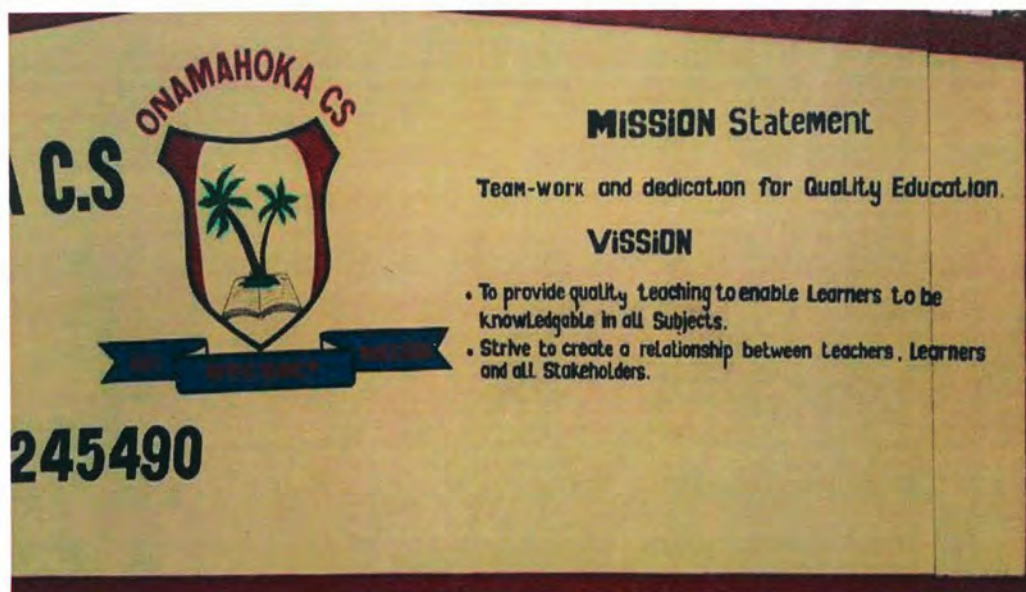 ONAMAHOKA CS
C.S
245490
MISSION Statement
Team-work and dedication for Quality Education.
VISSION
• To provide quality teaching to enable Learners to be
knowledgable in all Subjects.
• Strive to create a relationship between teachers, Learners
and all Stakeholders.